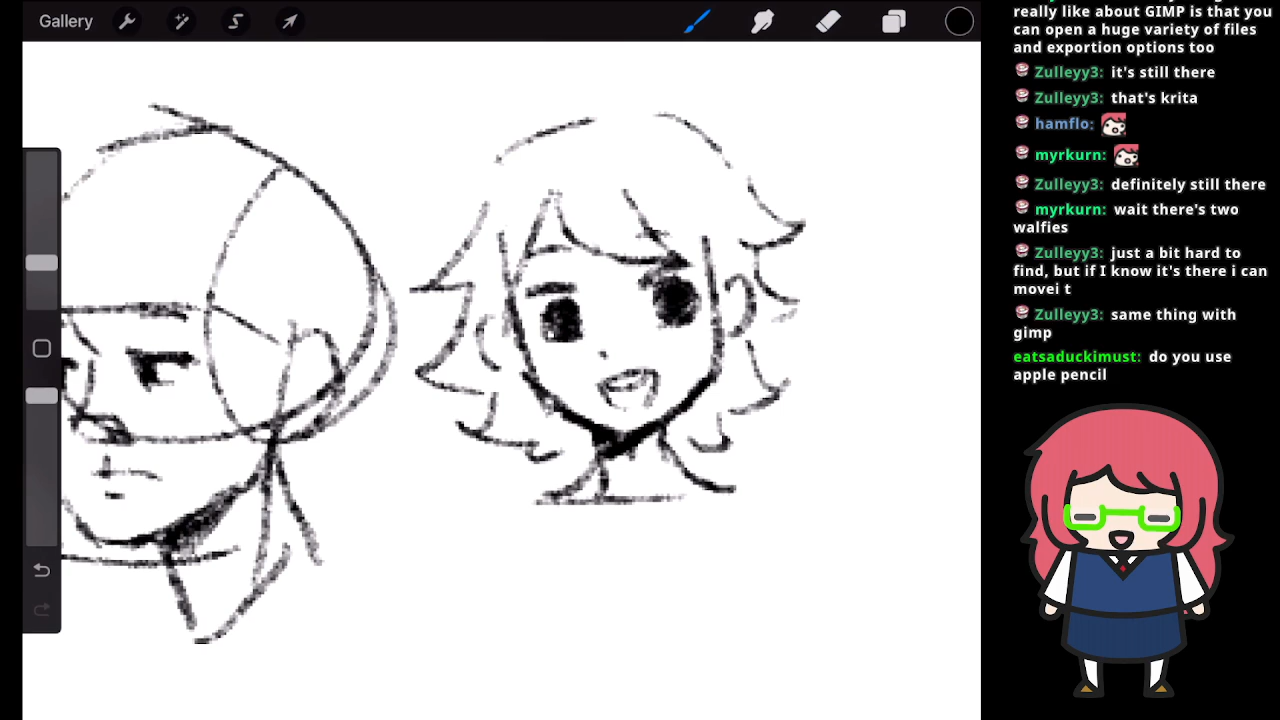 Gallery
really like about GIMP is that you
can open a huge variety of files
and exportion options too
Zulleyy3: it's still there
Zulleyy3: that's krita
hamflo:
myrkurn:
Zulleyy3: definitely still there
myrkurn: wait there's two
walfies
Zulleyy3: just a bit hard to
find, but if I know it's there i can
movei t
Zulleyy3: same thing with
gimp
eatsaduckimust: do you use
apple pencil